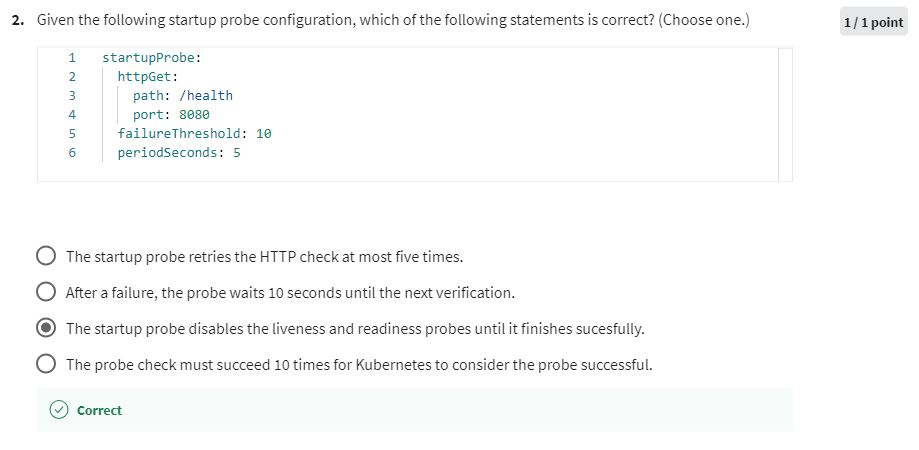 2. Given the following startup probe configuration, which of the following statements is correct? (Choose one.)
1 / 1 point
1 startupProbe:
2 httpGet:
3 path: /health
4 port: 8080
5 failureThreshold: 10
6 periodSeconds: 5
The startup probe retries the HTTP check at most five times.
After a failure, the probe waits 10 seconds until the next verification.
The startup probe disables the liveness and readiness probes until it finishes sucesfully.
The probe check must succeed 10 times for Kubernetes to consider the probe successful.
Correct